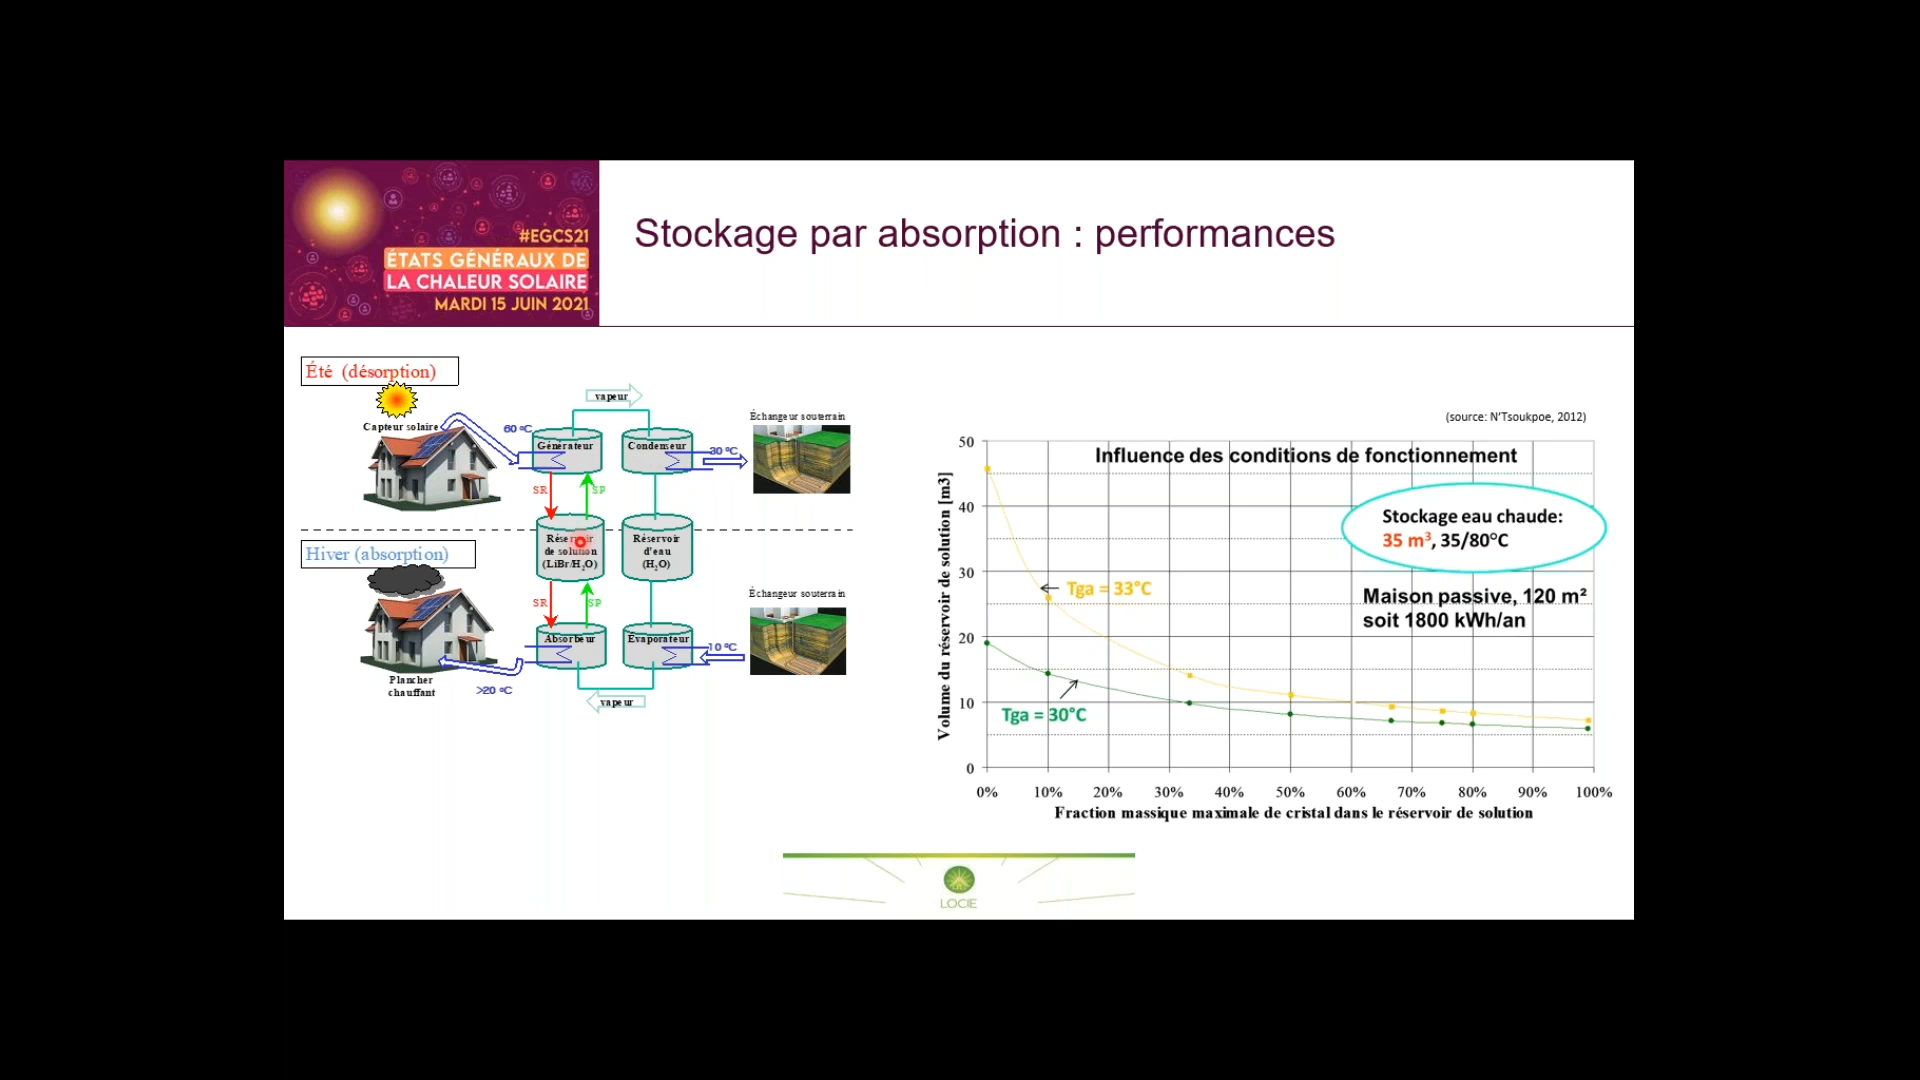 #EGCS21
ÉTATS GÉNÉRAUX DE
LA CHALEUR SOLAIRE
MARDI 15 JUIN 2021
Stockage par absorption : performances
Été (désorption)
Capteur solaire
60 °C
vapeur
Générateur
Condenseur
30 °C
Échangeur souterrain
SR
SP
Hiver (absorption)
Réservoir
de solution
(LiBr/H₂O)
Réservoir
d'eau
(H₂O)
SR
SP
Absorbeur
Évaporateur
10 °C
Échangeur souterrain
Plancher
chauffant
>20 °C
vapeur
(source: N'Tsoukpoe, 2012)
Influence des conditions de fonctionnement
Stockage eau chaude:
35 m³, 35/80°C
Maison passive, 120 m²
soit 1800 kWh/an
Tga = 33°C
Tga = 30°C
Volume du réservoir de solution [m3]
50
40
30
20
10
0
0% 10% 20% 30% 40% 50% 60% 70% 80% 90% 100%
Fraction massique maximale de cristal dans le réservoir de solution
LOCIE